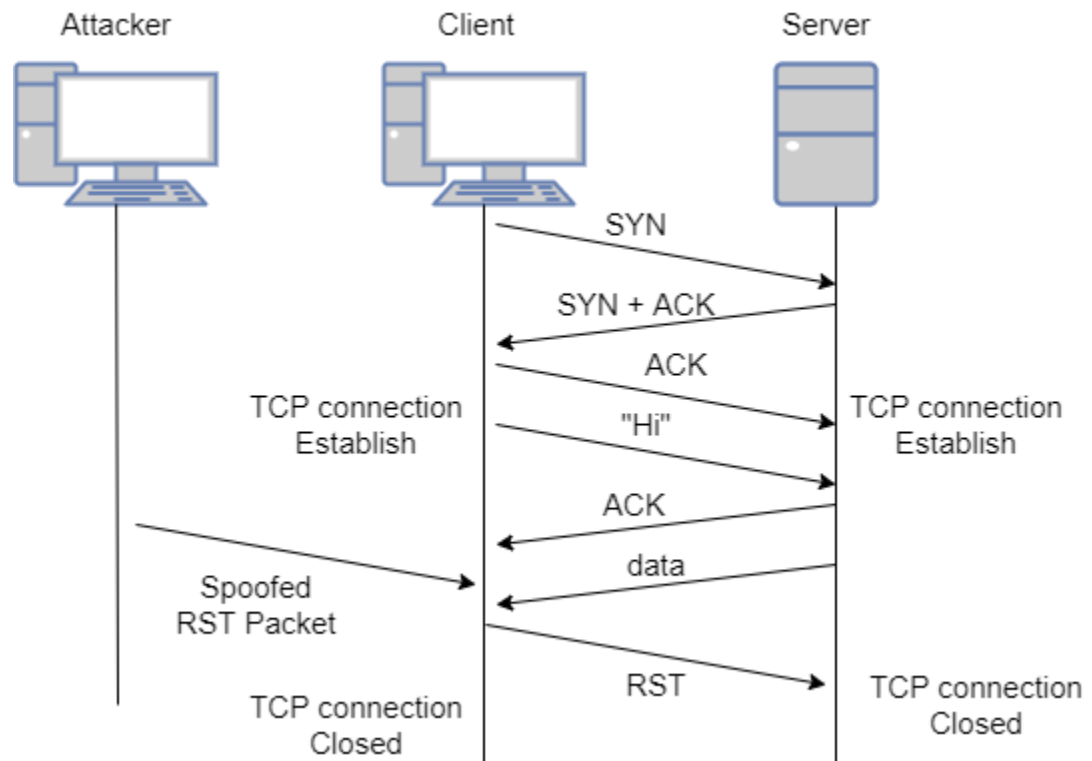 Attacker
Client
Server
SYN
SYN + ACK
ACK
TCP connection
Establish
"Hi"
TCP connection
Establish
ACK
data
Spoofed
RST Packet
RST
TCP connection
Closed
TCP connection
Closed